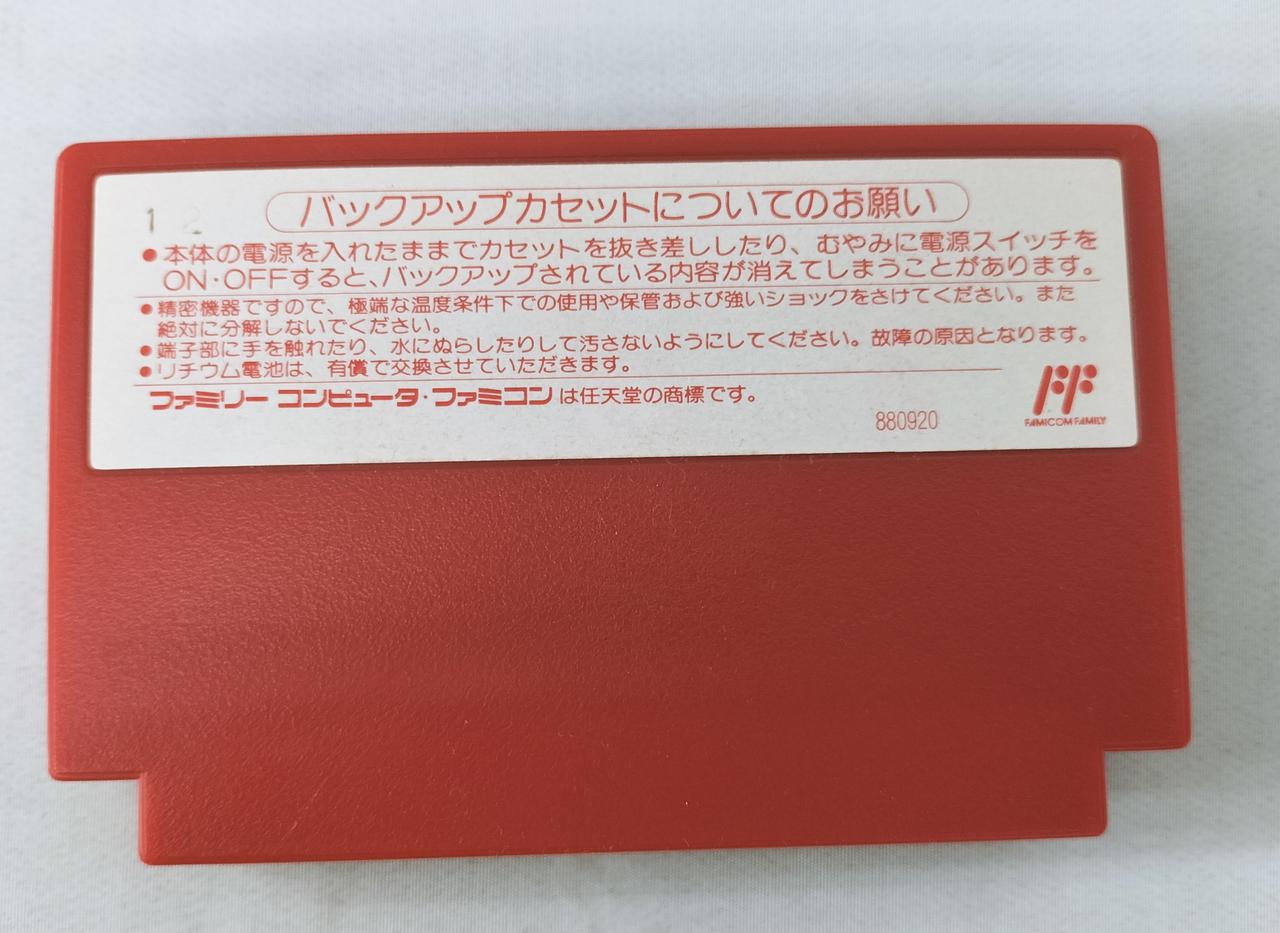 1 2
バックアップカセットについてのお願い
●本体の電源を入れたままでカセットを抜き差ししたり、むやみに電源スイッチを
ON·OFFすると、バックアップされている内容が消えてしまうことがあります。
●精密機器ですので、極端な温度条件下での使用や保管および強いショックをさけてください。また
絶対に分解しないでください。
●端子部に手を触れたり、水にぬらしたりして汚さないようにしてください。故障の原因となります。
●リチウム電池は、有償で交換させていただきます。
ファミリー コンピュータ·ファミコンは任天堂の商標です。
880920
FF
FAMICOM FAMILY